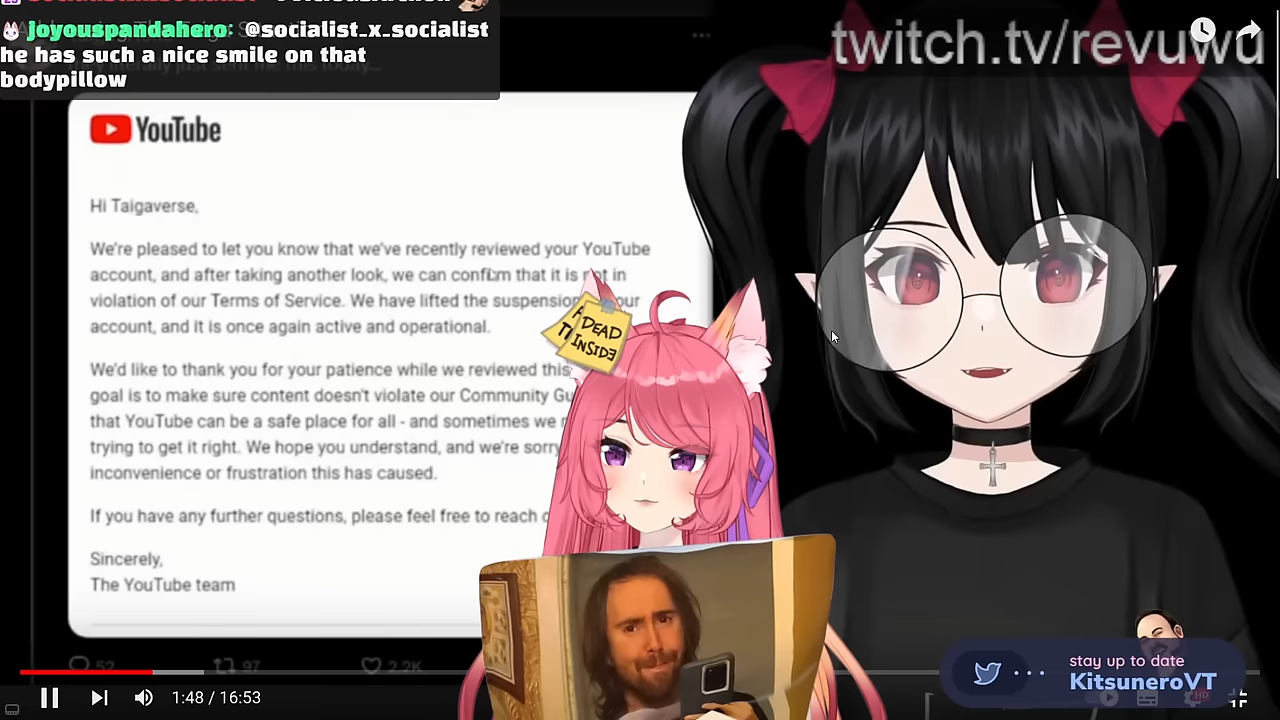 joyouspandahero: @socialist_x_socialist
he has such a nice smile on that
bodypillow
twitch.tv/revuwu
YouTube
Hi Taigaverse,
We're pleased to let you know that we've recently reviewed your YouTube
account, and after taking another look, we can confirm that it is not in
violation of our Terms of Service. We have lifted the suspension
account, and it is once again active and operational.
We'd like to thank you for your patience while we reviewed this
goal is to make sure content doesn't violate our Community
that YouTube can be a safe place for all - and sometimes we
trying to get it right. We hope you understand, and we're sorry
inconvenience or frustration this has caused.
If you have any further questions, please feel free to reach
Sincerely,
The YouTube team
DEAD
INSIDE
52 97 2.2K
1:48 / 16:53
stay up to date
KitsuneroVT
HD